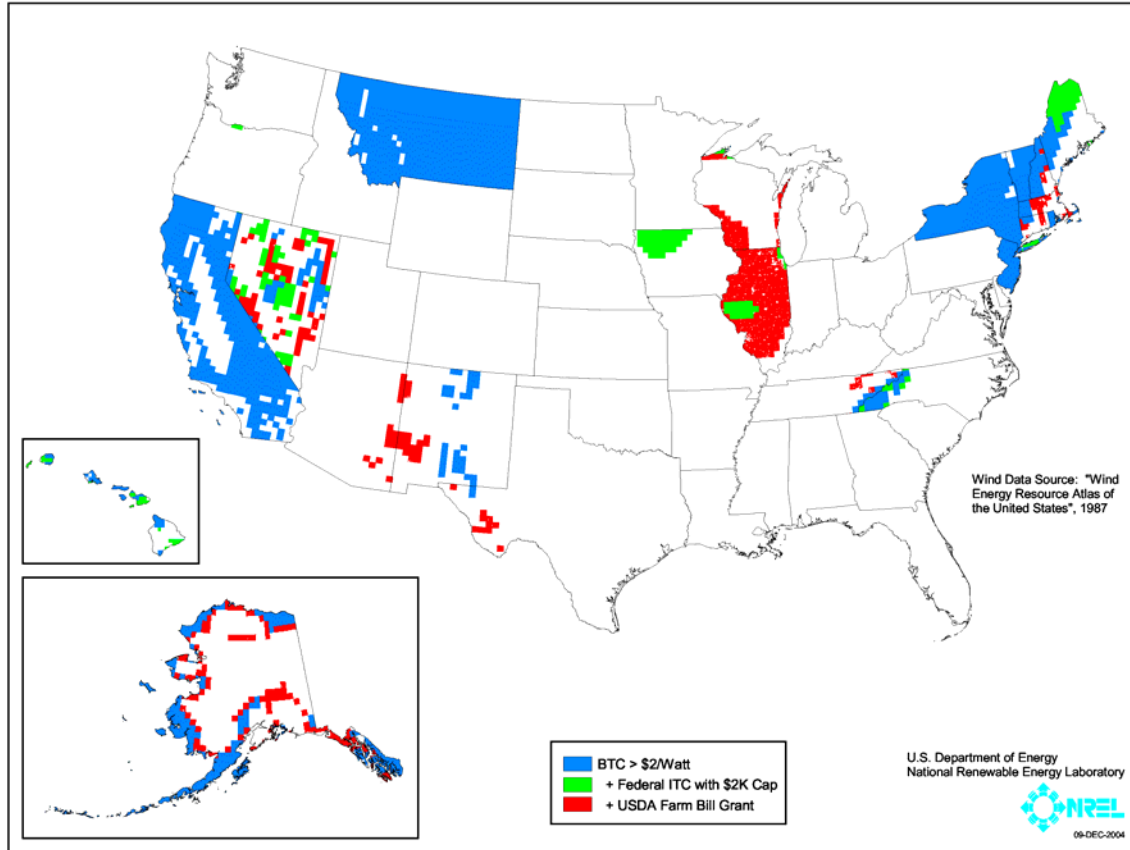 Wind Data Source: "Wind
Energy Resource Atlas of
the United States", 1987
BTC > $2/Watt
+ Federal ITC with $2K Cap
+ USDA Farm Bill Grant
U.S. Department of Energy
National Renewable Energy Laboratory
NREL
09-DEC-2004